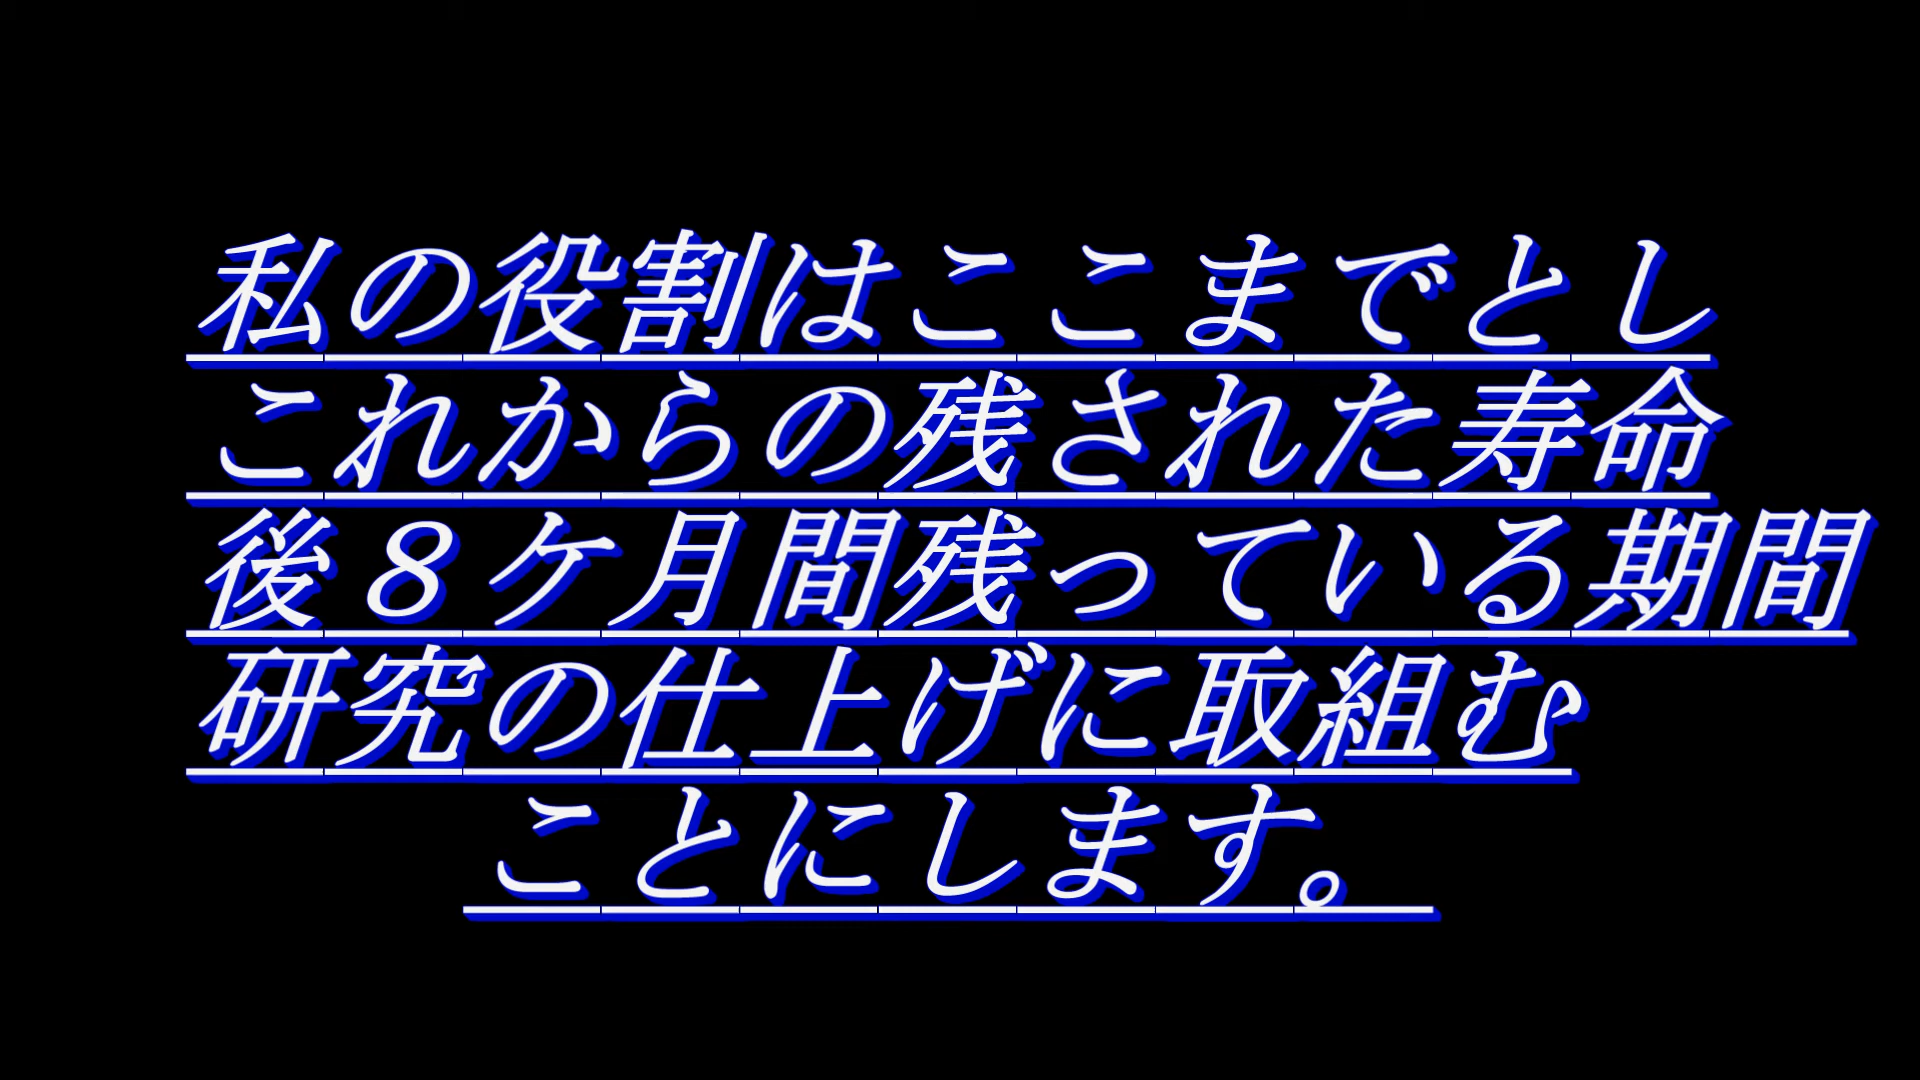 私の役割はここまでとし
これからの残された寿命
後８ケ月間残っている期間
研究の仕上げに取組む
ことにします。